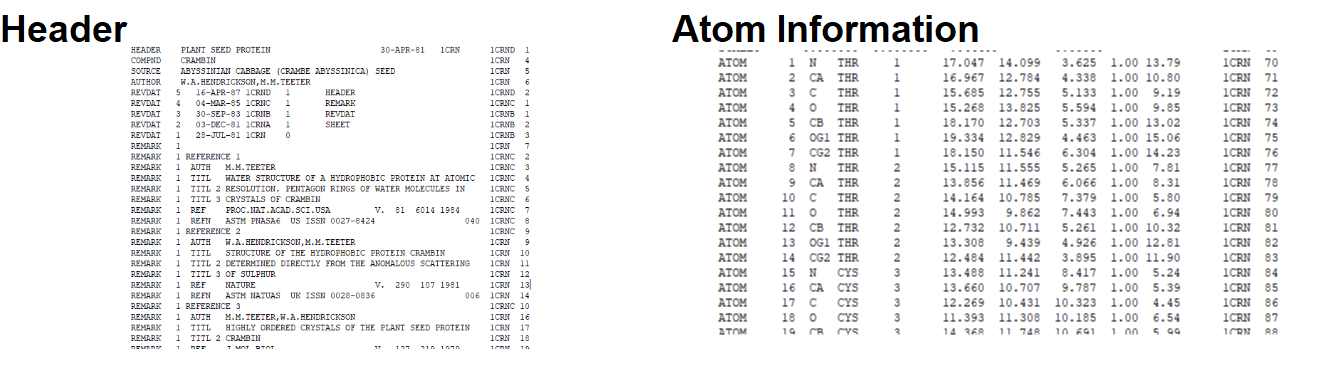 Header
HEADER PLANT SEED PROTEIN 30-APR-81 1CRN 1CRND 1
COMPND CRAMBIN 1CRN 4
SOURCE ABYSSINIAN CABBAGE (CRAMBE ABYSSINICA) SEED 1CRN 5
AUTHOR W.A.HENDRICKSON,M.M.TEETER 1CRN 6
REVDAT 5 16-APR-87 1CRND 1 HEADER 1CRND 2
REVDAT 4 04-MAR-85 1CRNC 1 REMARK 1CRNC 1
REVDAT 3 30-SEP-83 1CRNB 1 REVDAT 1CRNB 1
REVDAT 2 03-DEC-81 1CRNA 1 SHEET 1CRNB 2
REVDAT 1 28-JUL-81 1CRN 0 1CRNB 3
REMARK 1 1CRN 7
REMARK 1 REFERENCE 1 1CRNC 2
REMARK 1 AUTH M.M.TEETER 1CRNC 3
REMARK 1 TITL WATER STRUCTURE OF A HYDROPHOBIC PROTEIN AT ATOMIC 1CRNC 4
REMARK 1 TITL 2 RESOLUTION. PENTAGON RINGS OF WATER MOLECULES IN 1CRNC 5
REMARK 1 TITL 3 CRYSTALS OF CRAMBIN 1CRNC 6
REMARK 1 REF PROC.NAT.ACAD.SCI.USA V. 81 6014 1984 1CRNC 7
REMARK 1 REFN ASTM PNASA6 US ISSN 0027-8424 040 1CRNC 8
REMARK 1 REFERENCE 2 1CRNC 9
REMARK 1 AUTH W.A.HENDRICKSON,M.M.TEETER 1CRN 9
REMARK 1 TITL STRUCTURE OF THE HYDROPHOBIC PROTEIN CRAMBIN 1CRN 10
REMARK 1 TITL 2 DETERMINED DIRECTLY FROM THE ANOMALOUS SCATTERING 1CRN 11
REMARK 1 TITL 3 OF SULPHUR 1CRN 12
REMARK 1 REF NATURE V. 290 107 1981 1CRN 13
REMARK 1 REFN ASTM NATUAS UK ISSN 0028-0836 006 1CRN 14
REMARK 1 REFERENCE 3 1CRNC 10
REMARK 1 AUTH M.M.TEETER,W.A.HENDRICKSON 1CRN 16
REMARK 1 TITL HIGHLY ORDERED CRYSTALS OF THE PLANT SEED PROTEIN 1CRN 17
REMARK 1 TITL 2 CRAMBIN 1CRN 18
Atom Information
ATOM 1 N THR 1 17.047 14.099 3.625 1.00 13.79 1CRN 70
ATOM 2 CA THR 1 16.967 12.784 4.338 1.00 10.80 1CRN 71
ATOM 3 C THR 1 15.685 12.755 5.133 1.00 9.19 1CRN 72
ATOM 4 O THR 1 15.268 13.825 5.594 1.00 9.85 1CRN 73
ATOM 5 CB THR 1 18.170 12.703 5.337 1.00 13.02 1CRN 74
ATOM 6 OG1 THR 1 19.334 12.829 4.463 1.00 15.06 1CRN 75
ATOM 7 CG2 THR 1 18.150 11.546 6.304 1.00 14.23 1CRN 76
ATOM 8 N THR 2 15.115 11.555 5.265 1.00 7.81 1CRN 77
ATOM 9 CA THR 2 13.856 11.469 6.066 1.00 8.31 1CRN 78
ATOM 10 C THR 2 14.164 10.785 7.379 1.00 5.80 1CRN 79
ATOM 11 O THR 2 14.993 9.862 7.443 1.00 6.94 1CRN 80
ATOM 12 CB THR 2 12.732 10.711 5.261 1.00 10.32 1CRN 81
ATOM 13 OG1 THR 2 13.308 9.439 4.926 1.00 12.81 1CRN 82
ATOM 14 CG2 THR 2 12.484 11.442 3.895 1.00 11.90 1CRN 83
ATOM 15 N CYS 3 13.488 11.241 8.417 1.00 5.24 1CRN 84
ATOM 16 CA CYS 3 13.660 10.707 9.787 1.00 5.39 1CRN 85
ATOM 17 C CYS 3 12.269 10.431 10.323 1.00 4.45 1CRN 86
ATOM 18 O CYS 3 11.393 11.308 10.185 1.00 6.54 1CRN 87
ATOM 19 CB CYS 3 14.368 11.748 10.691 1.00 5.99 1CRN 88